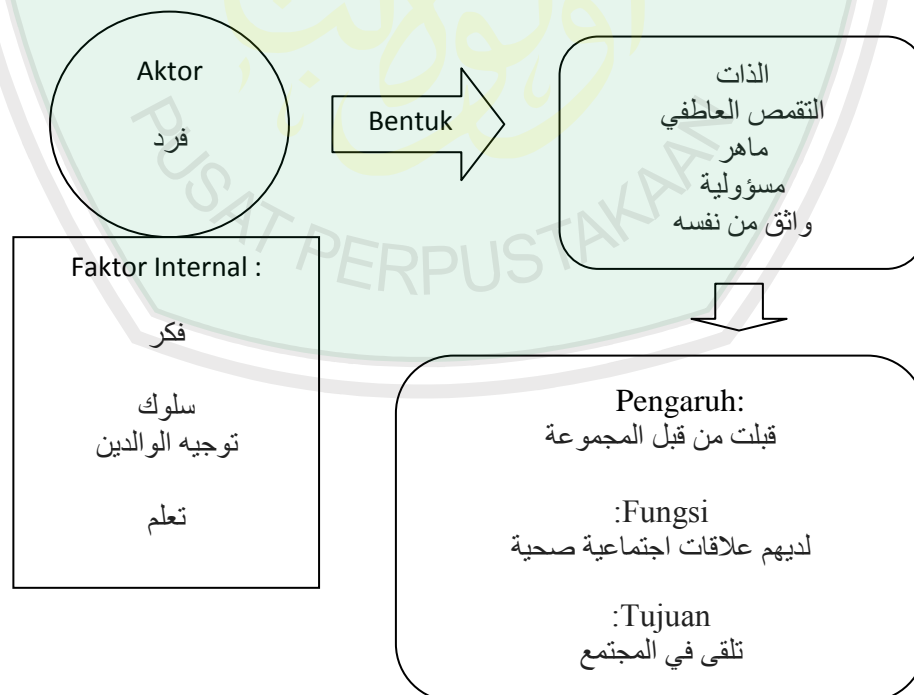 Aktor
فرد
Bentuk
الذات
التقمص العاطفي
ماهر
مسؤولية
واثق من نفسه
Faktor Internal :
فكر
سلوك
توجيه الوالدين
تعلم
Pengaruh:
قبلت من قبل المجموعة
Fungsi:
لديهم علاقات اجتماعية صحية
Tujuan:
تلقى في المجتمع
PUSAT PERPUSTAKAAN